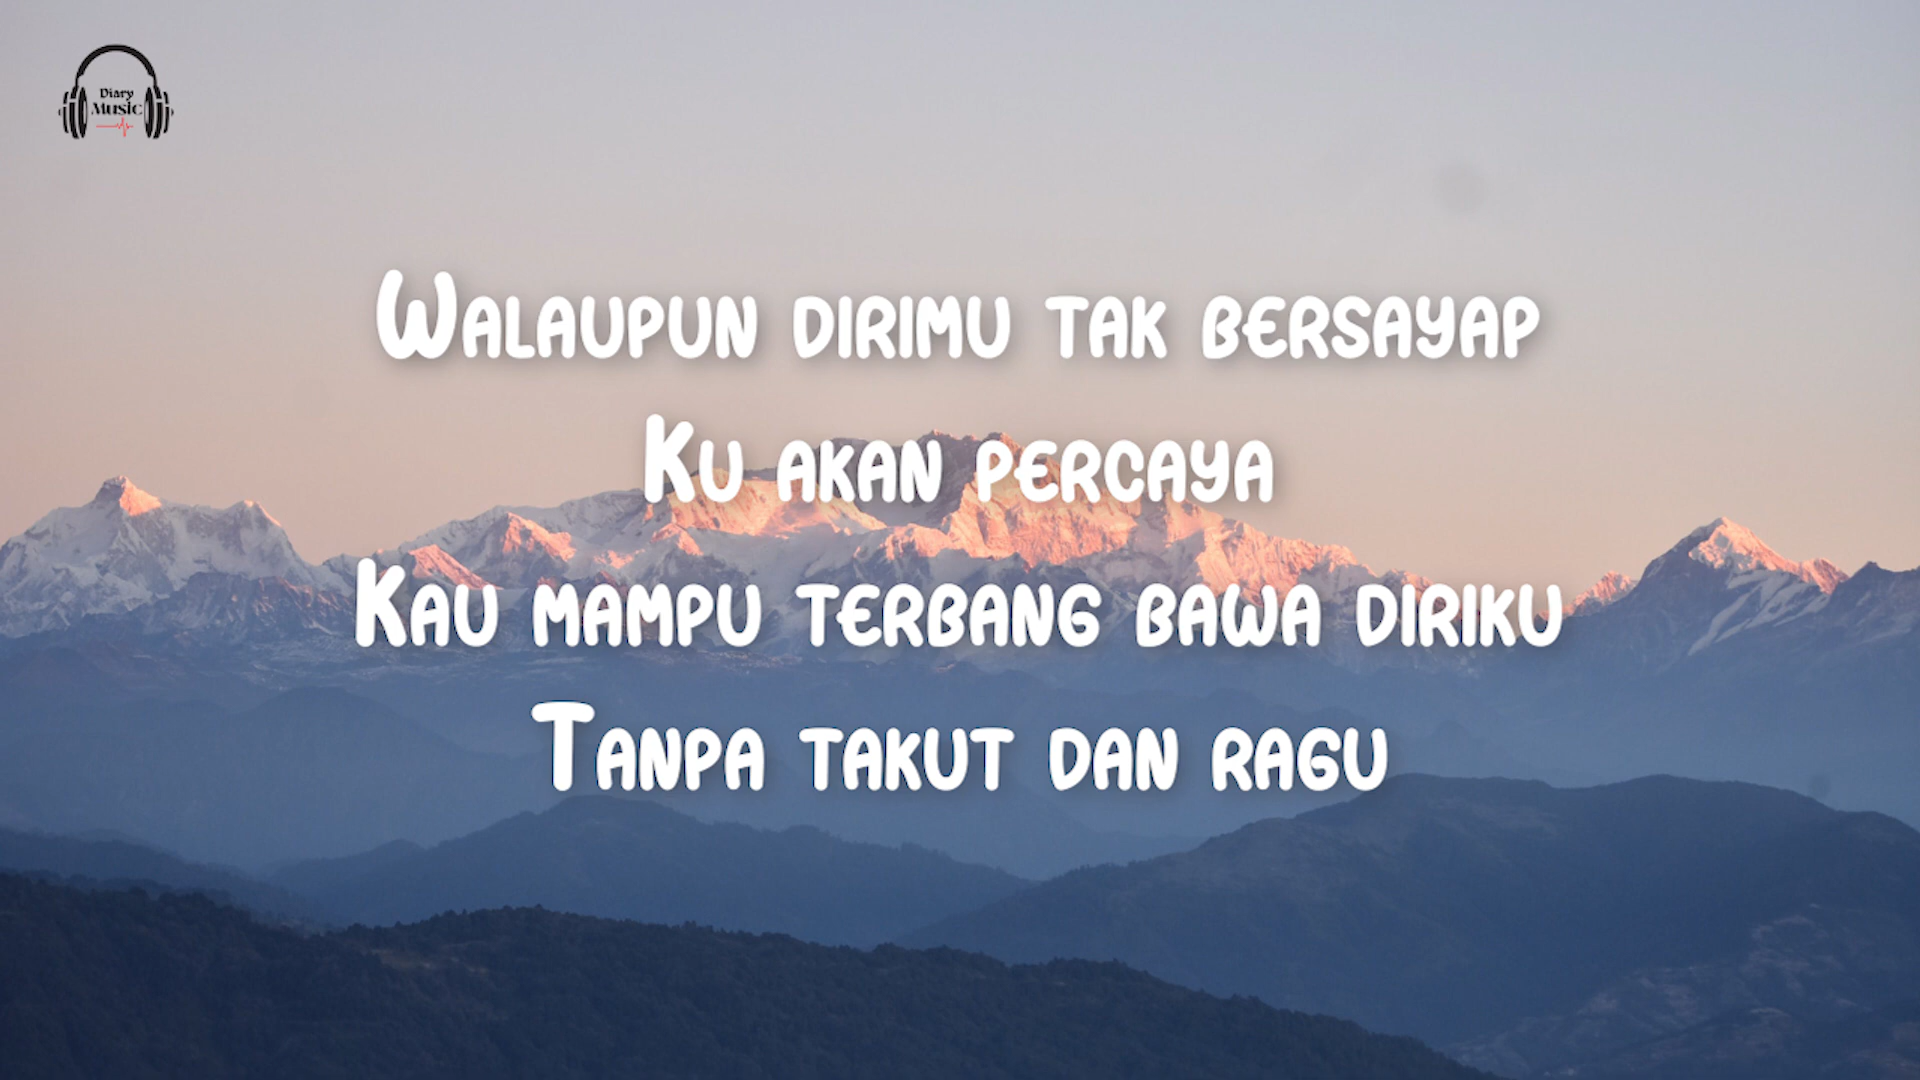 Diary
Music
Walaupun dirimu tak bersayap
Ku akan percaya
Kau mampu terbang bawa diriku
Tanpa takut dan ragu